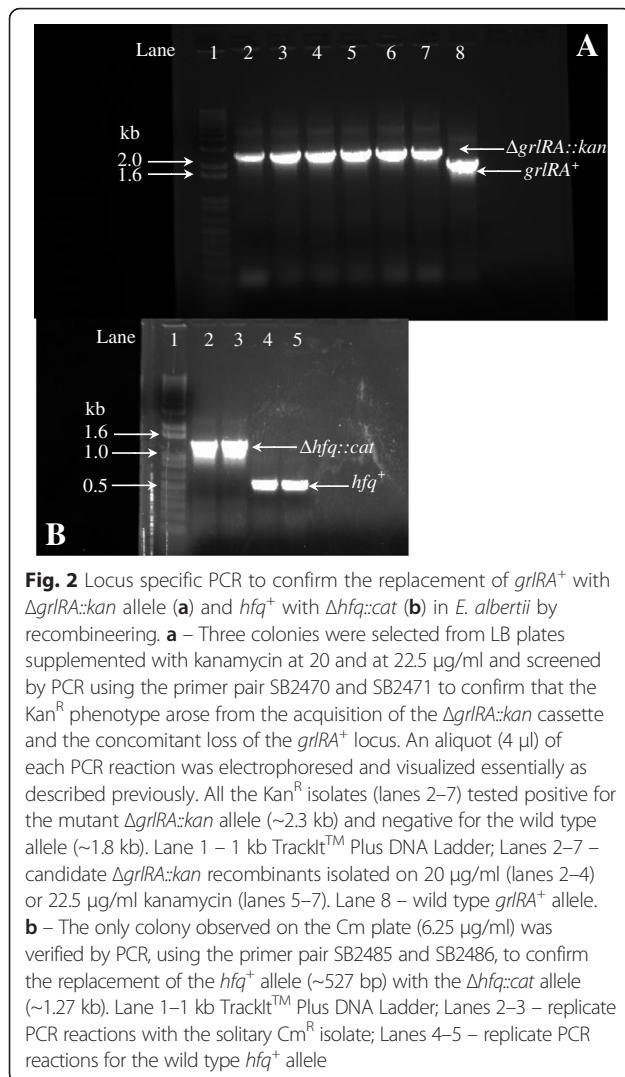 Lane 1 2 3 4 5 6 7 8 A
kb
2.0
1.6
ΔgrlRA::kan
grlRA+
Lane 1 2 3 4 5
kb
1.6
1.0
0.5
Δhfq::cat
hfq+
B
Fig. 2 Locus specific PCR to confirm the replacement of grlRA+ with
ΔgrlRA::kan allele (a) and hfq+ with Δhfq::cat (b) in E. albertii by
recombineering. a – Three colonies were selected from LB plates
supplemented with kanamycin at 20 and at 22.5 μg/ml and screened
by PCR using the primer pair SB2470 and SB2471 to confirm that the
KanR phenotype arose from the acquisition of the ΔgrlRA::kan cassette
and the concomitant loss of the grlRA+ locus. An aliquot (4 μl) of
each PCR reaction was electrophoresed and visualized essentially as
described previously. All the KanR isolates (lanes 2–7) tested positive for
the mutant ΔgrlRA::kan allele (~2.3 kb) and negative for the wild type
allele (~1.8 kb). Lane 1 – 1 kb TrackIt™ Plus DNA Ladder; Lanes 2–7 –
candidate ΔgrlRA::kan recombinants isolated on 20 μg/ml (lanes 2–4)
or 22.5 μg/ml kanamycin (lanes 5–7). Lane 8 – wild type grlRA+ allele.
b – The only colony observed on the Cm plate (6.25 μg/ml) was
verified by PCR, using the primer pair SB2485 and SB2486, to confirm
the replacement of the hfq+ allele (~527 bp) with the Δhfq::cat allele
(~1.27 kb). Lane 1–1 kb TrackIt™ Plus DNA Ladder; Lanes 2–3 – replicate
PCR reactions with the solitary CmR isolate; Lanes 4–5 – replicate PCR
reactions for the wild type hfq+ allele